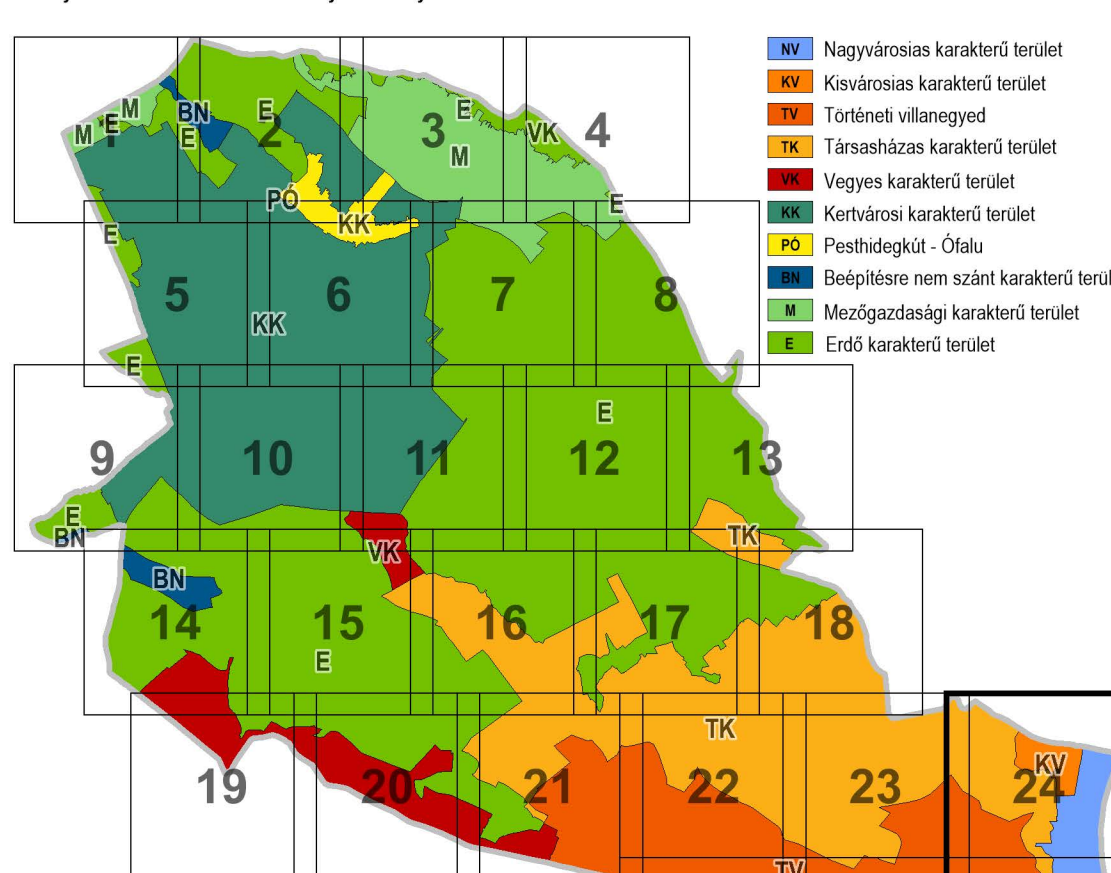 NV Nagyvárosias karakterű terület
KV Kisvárosias karakterű terület
TV Történeti villanegyed
TK Társasházas karakterű terület
VK Vegyes karakterű terület
KK Kertvárosi karakterű terület
PÓ Pesthidegkút - Ófalu
BN Beépítésre nem szánt karakterű terül
M Mezőgazdasági karakterű terület
E Erdő karakterű terület
M M E 1
BN E E 2
3 E M
VK 4
PÓ KK
E
E
5 6 7 8
KK
E
E
9 10 11 12 13
E
BN
VK
TK
BN
14 15 16 17 18
E
TK
19 20 21 22 23 24
KV
TV